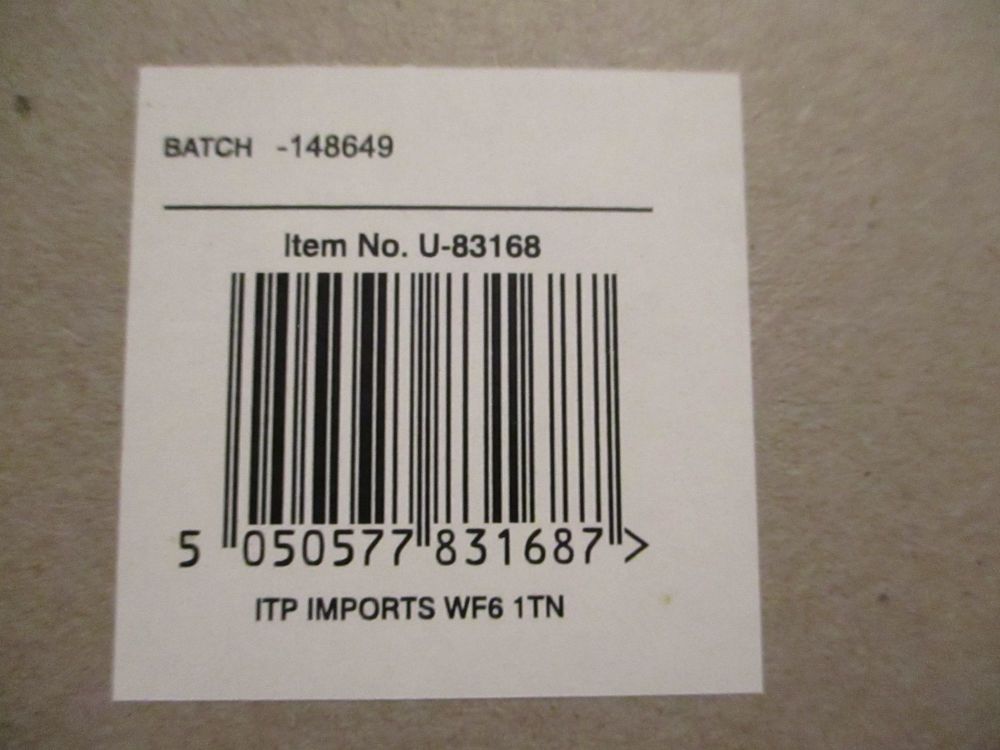 BATCH -148649
Item No. U-83168
5 050577 831687 >
ITP IMPORTS WF6 1TN